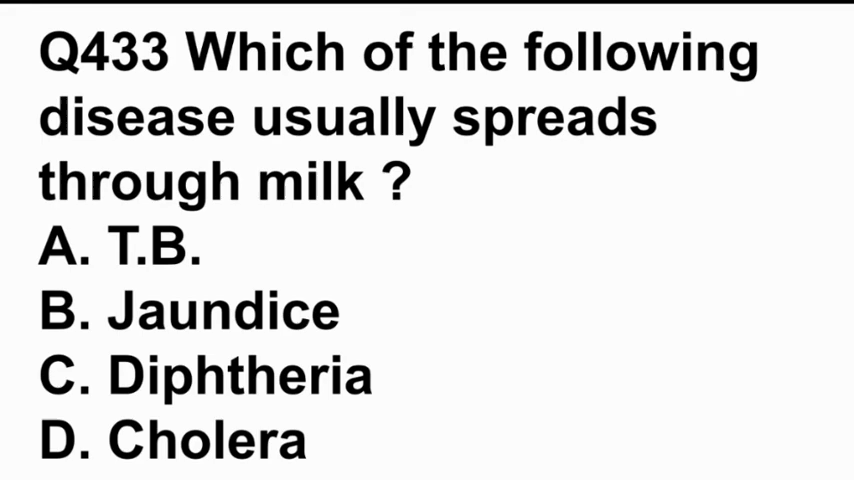 Q433 Which of the following
disease usually spreads
through milk ?
A. T.B.
B. Jaundice
C. Diphtheria
D. Cholera